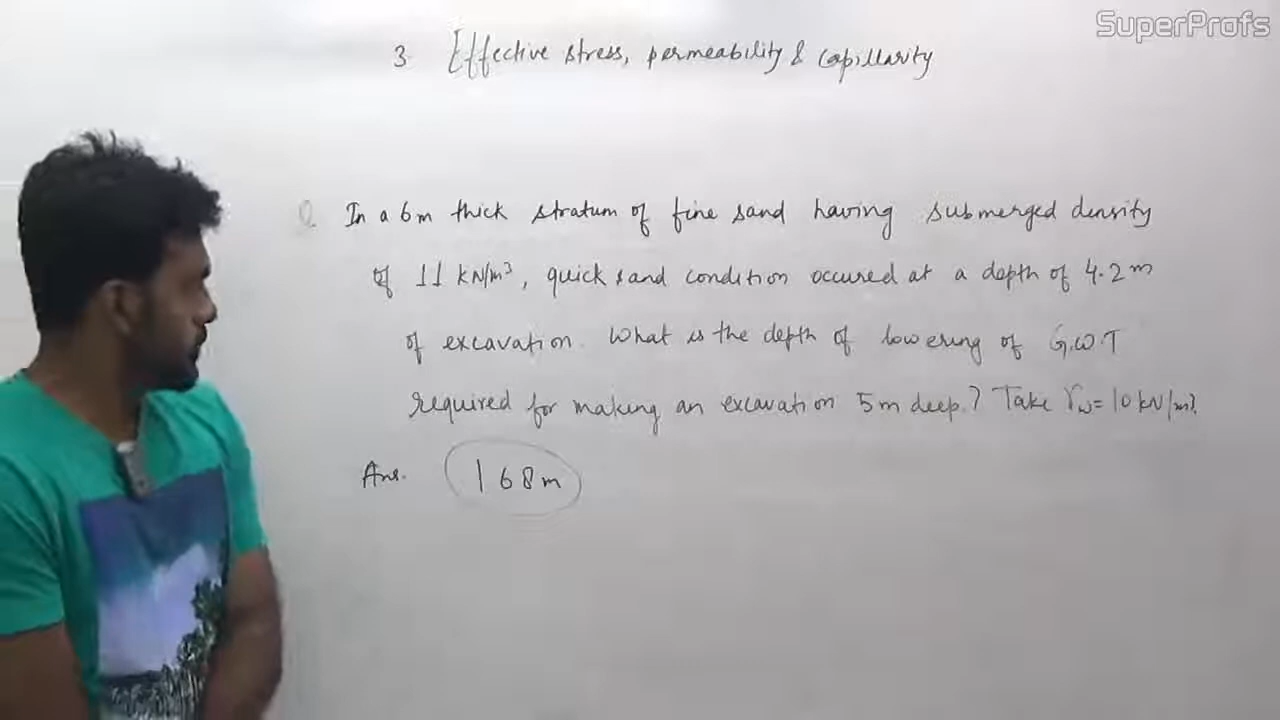 SuperProfs
3. Effective stress, permeability & capillarity
Q. In a 6m thick stratum of fine sand having submerged density
of 11 kN/m³, quick sand condition occured at a depth of 4.2 m
of excavation. What is the depth of lowering of G.W.T
required for making an excavation 5m deep? Take γw = 10 kN/m³.
Ans. 1.68m